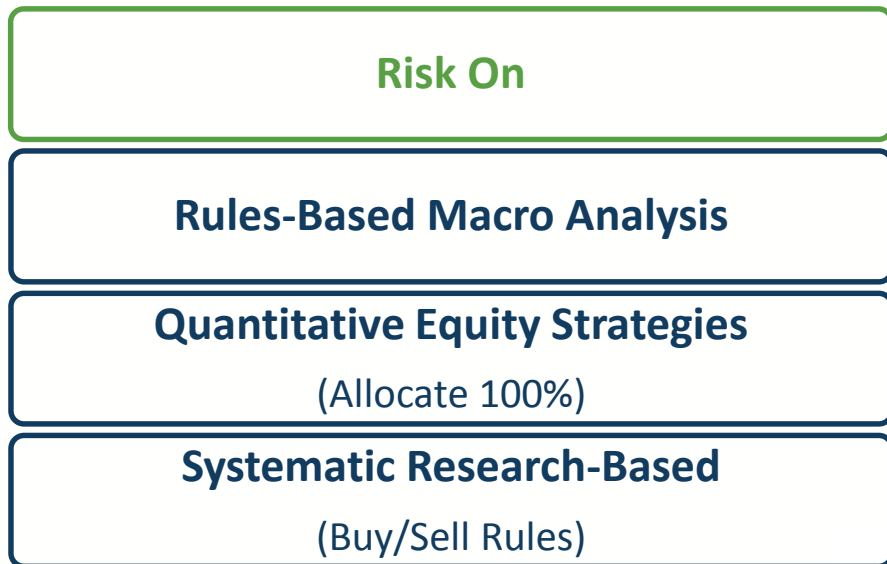 Risk On
Rules-Based Macro Analysis
Quantitative Equity Strategies
(Allocate 100%)
Systematic Research-Based
(Buy/Sell Rules)